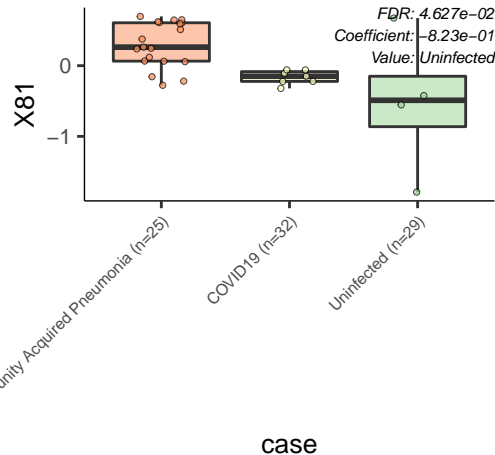 FDR: 4.627e−02
Coefficient: −8.23e−01
Value: Uninfected
X81
0
−1
Acquired Pneumonia (n=25)
COVID19 (n=32)
Uninfected (n=29)
case